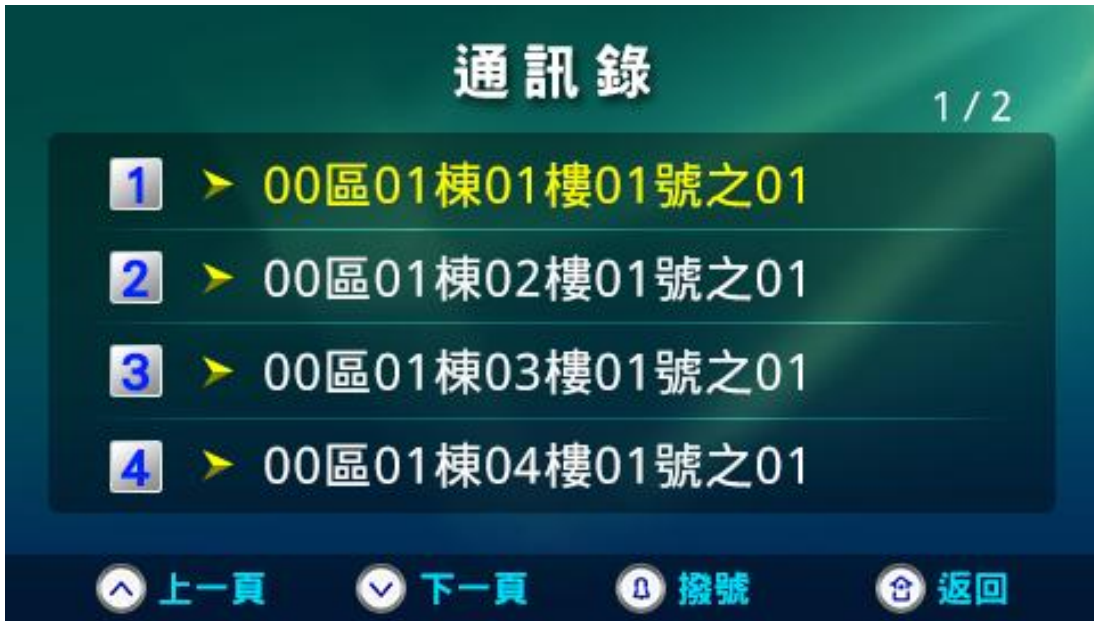 通訊錄
1/2
1 ➤ 00區01棟01樓01號之01
2 ➤ 00區01棟02樓01號之01
3 ➤ 00區01棟03樓01號之01
4 ➤ 00區01棟04樓01號之01
上一頁 下一頁 撥號 返回